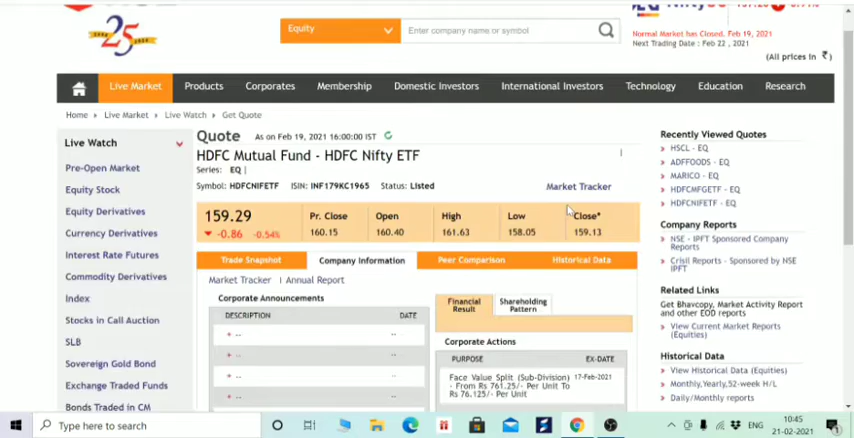 25
Equity
Enter company name or symbol
Normal Market has Closed. Feb 19, 2021
Next Trading Date : Feb 22 , 2021
(All prices in ₹)
Live Market
Products
Corporates
Membership
Domestic Investors
International Investors
Technology
Education
Research
Home
Live Market
Live Watch
Get Quote
Live Watch
Pre-Open Market
Equity Stock
Equity Derivatives
Currency Derivatives
Interest Rate Futures
Commodity Derivatives
Index
Stocks in Call Auction
SLB
Sovereign Gold Bond
Exchange Traded Funds
Bonds Traded in CM
Quote As on Feb 19, 2021 16:00:00 IST
HDFC Mutual Fund - HDFC Nifty ETF
Series: EQ |
Symbol: HDFCNIFETF ISIN: INF179KC1965 Status: Listed
Market Tracker
159.29
-0.86 -0.54%
Pr. Close
160.15
Open
160.40
High
161.63
Low
158.05
Close*
159.13
Trade Snapshot
Company Information
Peer Comparison
Historical Data
Market Tracker | Annual Report
Corporate Announcements
DESCRIPTION DATE
-- --
-- --
-- --
-- --
Financial
Result
Shareholding
Pattern
Corporate Actions
PURPOSE EX-DATE
Face Value Split (Sub-Division) 17-Feb-2021
- From Rs 761.25/- Per Unit To
Rs 76.125/- Per Unit
Recently Viewed Quotes
HSCL - EQ
ADFFOODS - EQ
MARICO - EQ
HDFCMFGETF - EQ
HDFCNIFETF - EQ
Company Reports
NSE - IPFT Sponsored Company
Reports
Crisil Reports - Sponsored by NSE
IPFT
Related Links
Get Bhavcopy, Market Activity Report
and other EOD reports
View Current Market Reports
(Equities)
Historical Data
View Historical Data (Equities)
Monthly,Yearly,52-week H/L
Daily/Monthly reports
Type here to search
ENG
10:45
21-02-2021